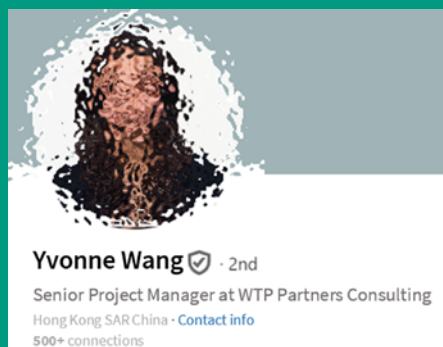 Yvonne Wang · 2nd
Senior Project Manager at WTP Partners Consulting
Hong Kong SAR China · Contact info
500+ connections